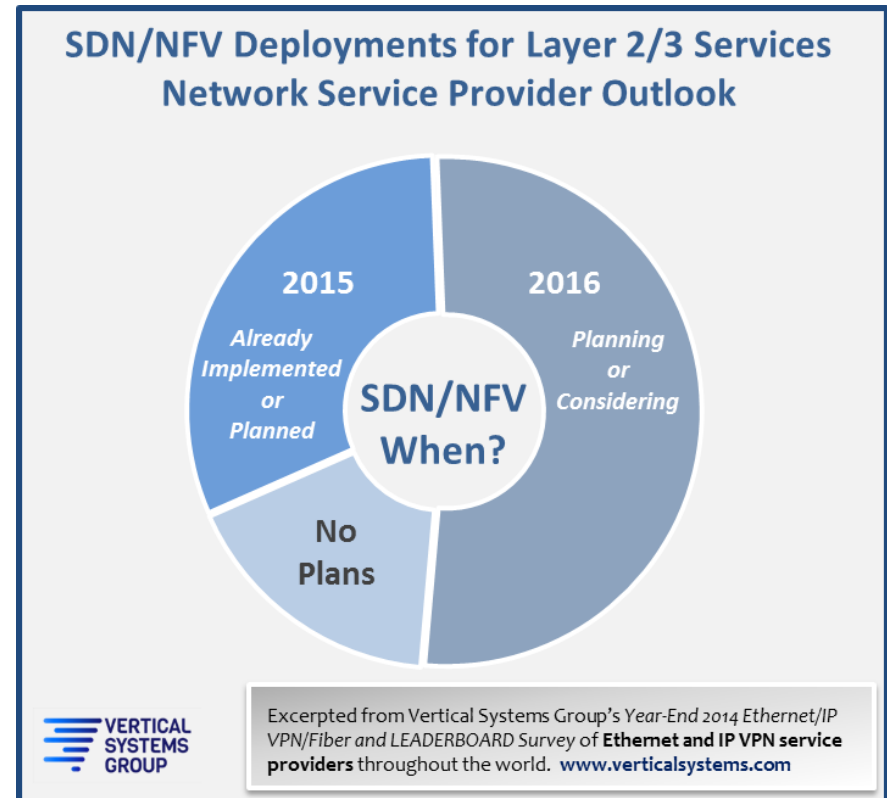 SDN/NFV Deployments for Layer 2/3 Services
Network Service Provider Outlook
2015
Already
Implemented
or
Planned
2016
Planning
or
Considering
SDN/NFV
When?
No
Plans
VERTICAL
SYSTEMS
GROUP
Excerpted from Vertical Systems Group’s Year-End 2014 Ethernet/IP
VPN/Fiber and LEADERBOARD Survey of Ethernet and IP VPN service
providers throughout the world. www.verticalsystems.com